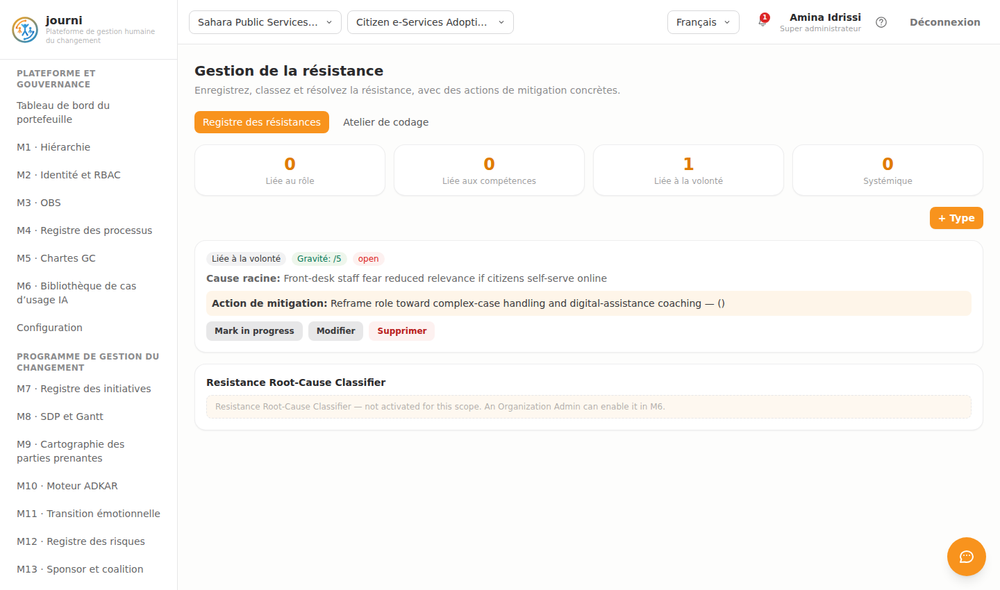 journi
Plateforme de gestion humaine
du changement
Sahara Public Services…
Citizen e-Services Adopti…
Français
1
Amina Idrissi
Super administrateur
Déconnexion
PLATEFORME ET
GOUVERNANCE
Tableau de bord du
portefeuille
M1 · Hiérarchie
M2 · Identité et RBAC
M3 · OBS
M4 · Registre des processus
M5 · Chartes GC
M6 · Bibliothèque de cas
d’usage IA
Configuration
PROGRAMME DE GESTION DU
CHANGEMENT
M7 · Registre des initiatives
M8 · SDP et Gantt
M9 · Cartographie des
parties prenantes
M10 · Moteur ADKAR
M11 · Transition émotionnelle
M12 · Registre des risques
M13 · Sponsor et coalition
Gestion de la résistance
Enregistrez, classez et résolvez la résistance, avec des actions de mitigation concrètes.
Registre des résistances
Atelier de codage
0
Liée au rôle
0
Liée aux compétences
1
Liée à la volonté
0
Systémique
+ Type
Liée à la volonté
Gravité: /5
open
Cause racine: Front-desk staff fear reduced relevance if citizens self-serve online
Action de mitigation: Reframe role toward complex-case handling and digital-assistance coaching — ()
Mark in progress
Modifier
Supprimer
Resistance Root-Cause Classifier
Resistance Root-Cause Classifier — not activated for this scope. An Organization Admin can enable it in M6.